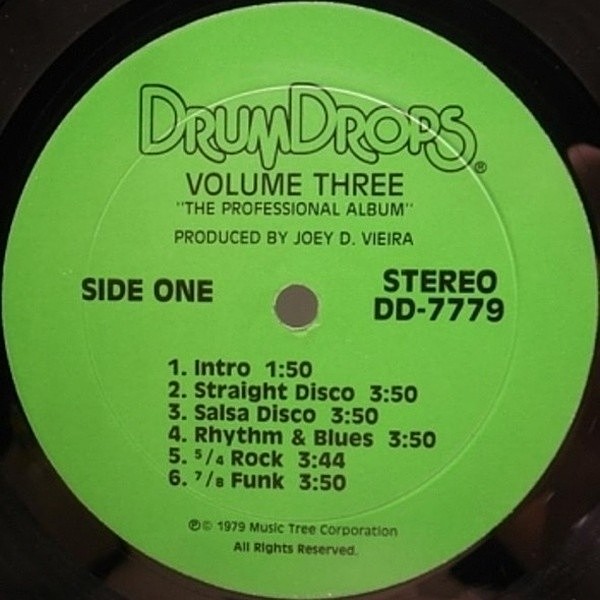 DRUMDROPS®
VOLUME THREE
"THE PROFESSIONAL ALBUM"
PRODUCED BY JOEY D. VIEIRA
SIDE ONE
STEREO
DD-7779
1. Intro 1:50
2. Straight Disco 3:50
3. Salsa Disco 3:50
4. Rhythm & Blues 3:50
5. 5/4 Rock 3:44
6. 7/8 Funk 3:50
℗© 1979 Music Tree Corporation
All Rights Reserved.